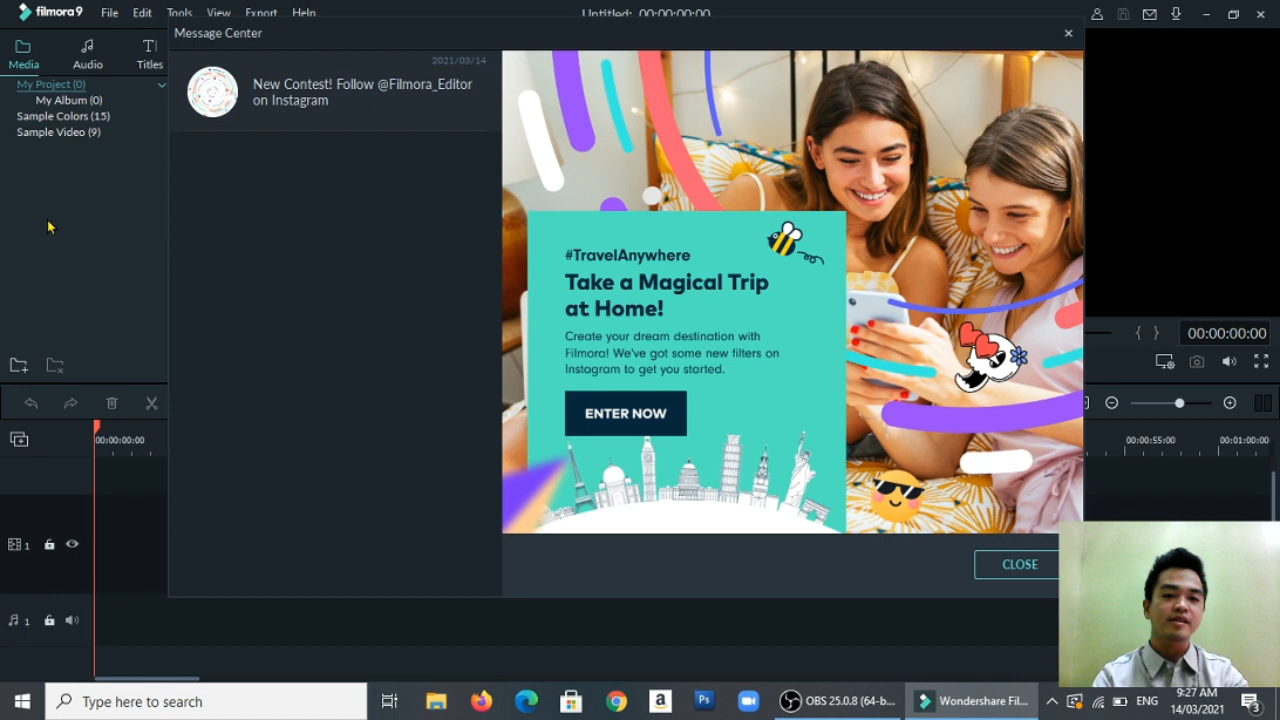 filmora9
File Edit Tools View Export Help
Untitled: 00:00:00:00
Media Audio Titles
My Project (0)
My Album (0)
Sample Colors (15)
Sample Video (9)
Message Center
2021/03/14
New Contest! Follow @Filmora_Editor
on Instagram
#TravelAnywhere
Take a Magical Trip
at Home!
Create your dream destination with
Filmora! We've got some new filters on
Instagram to get you started.
ENTER NOW
CLOSE
00:00:00:00
00:00:00:00
00:00:55:00 00:01:00:00
1
1
Type here to search
Ps
OBS 25.0.8 (64-b...
Wondershare Fil...
ENG
9:27 AM
14/03/2021
3